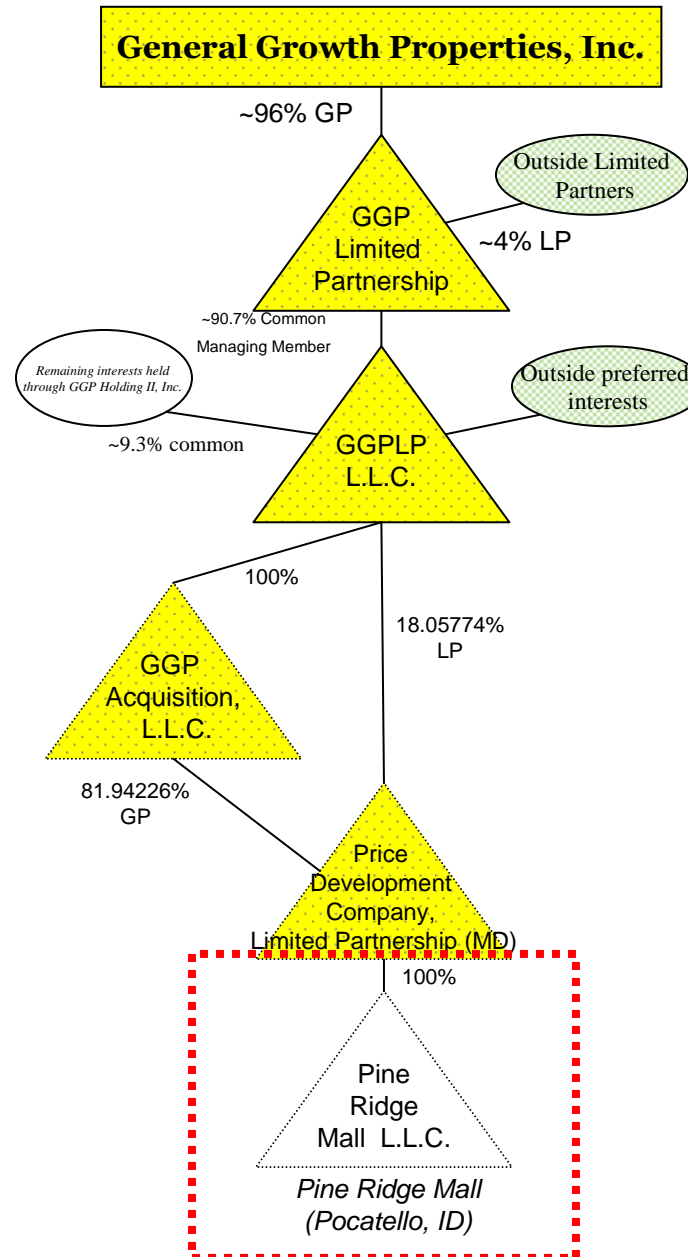 General Growth Properties, Inc.
~96% GP
Outside Limited
Partners
GGP
Limited
Partnership
~4% LP
~90.7% Common
Managing Member
Remaining interests held
through GGP Holding II, Inc.
Outside preferred
interests
~9.3% common
GGPLP
L.L.C.
100%
18.05774%
LP
GGP
Acquisition,
L.L.C.
81.94226%
GP
Price
Development
Company,
Limited Partnership (MD)
100%
Pine
Ridge
Mall L.L.C.
Pine Ridge Mall
(Pocatello, ID)